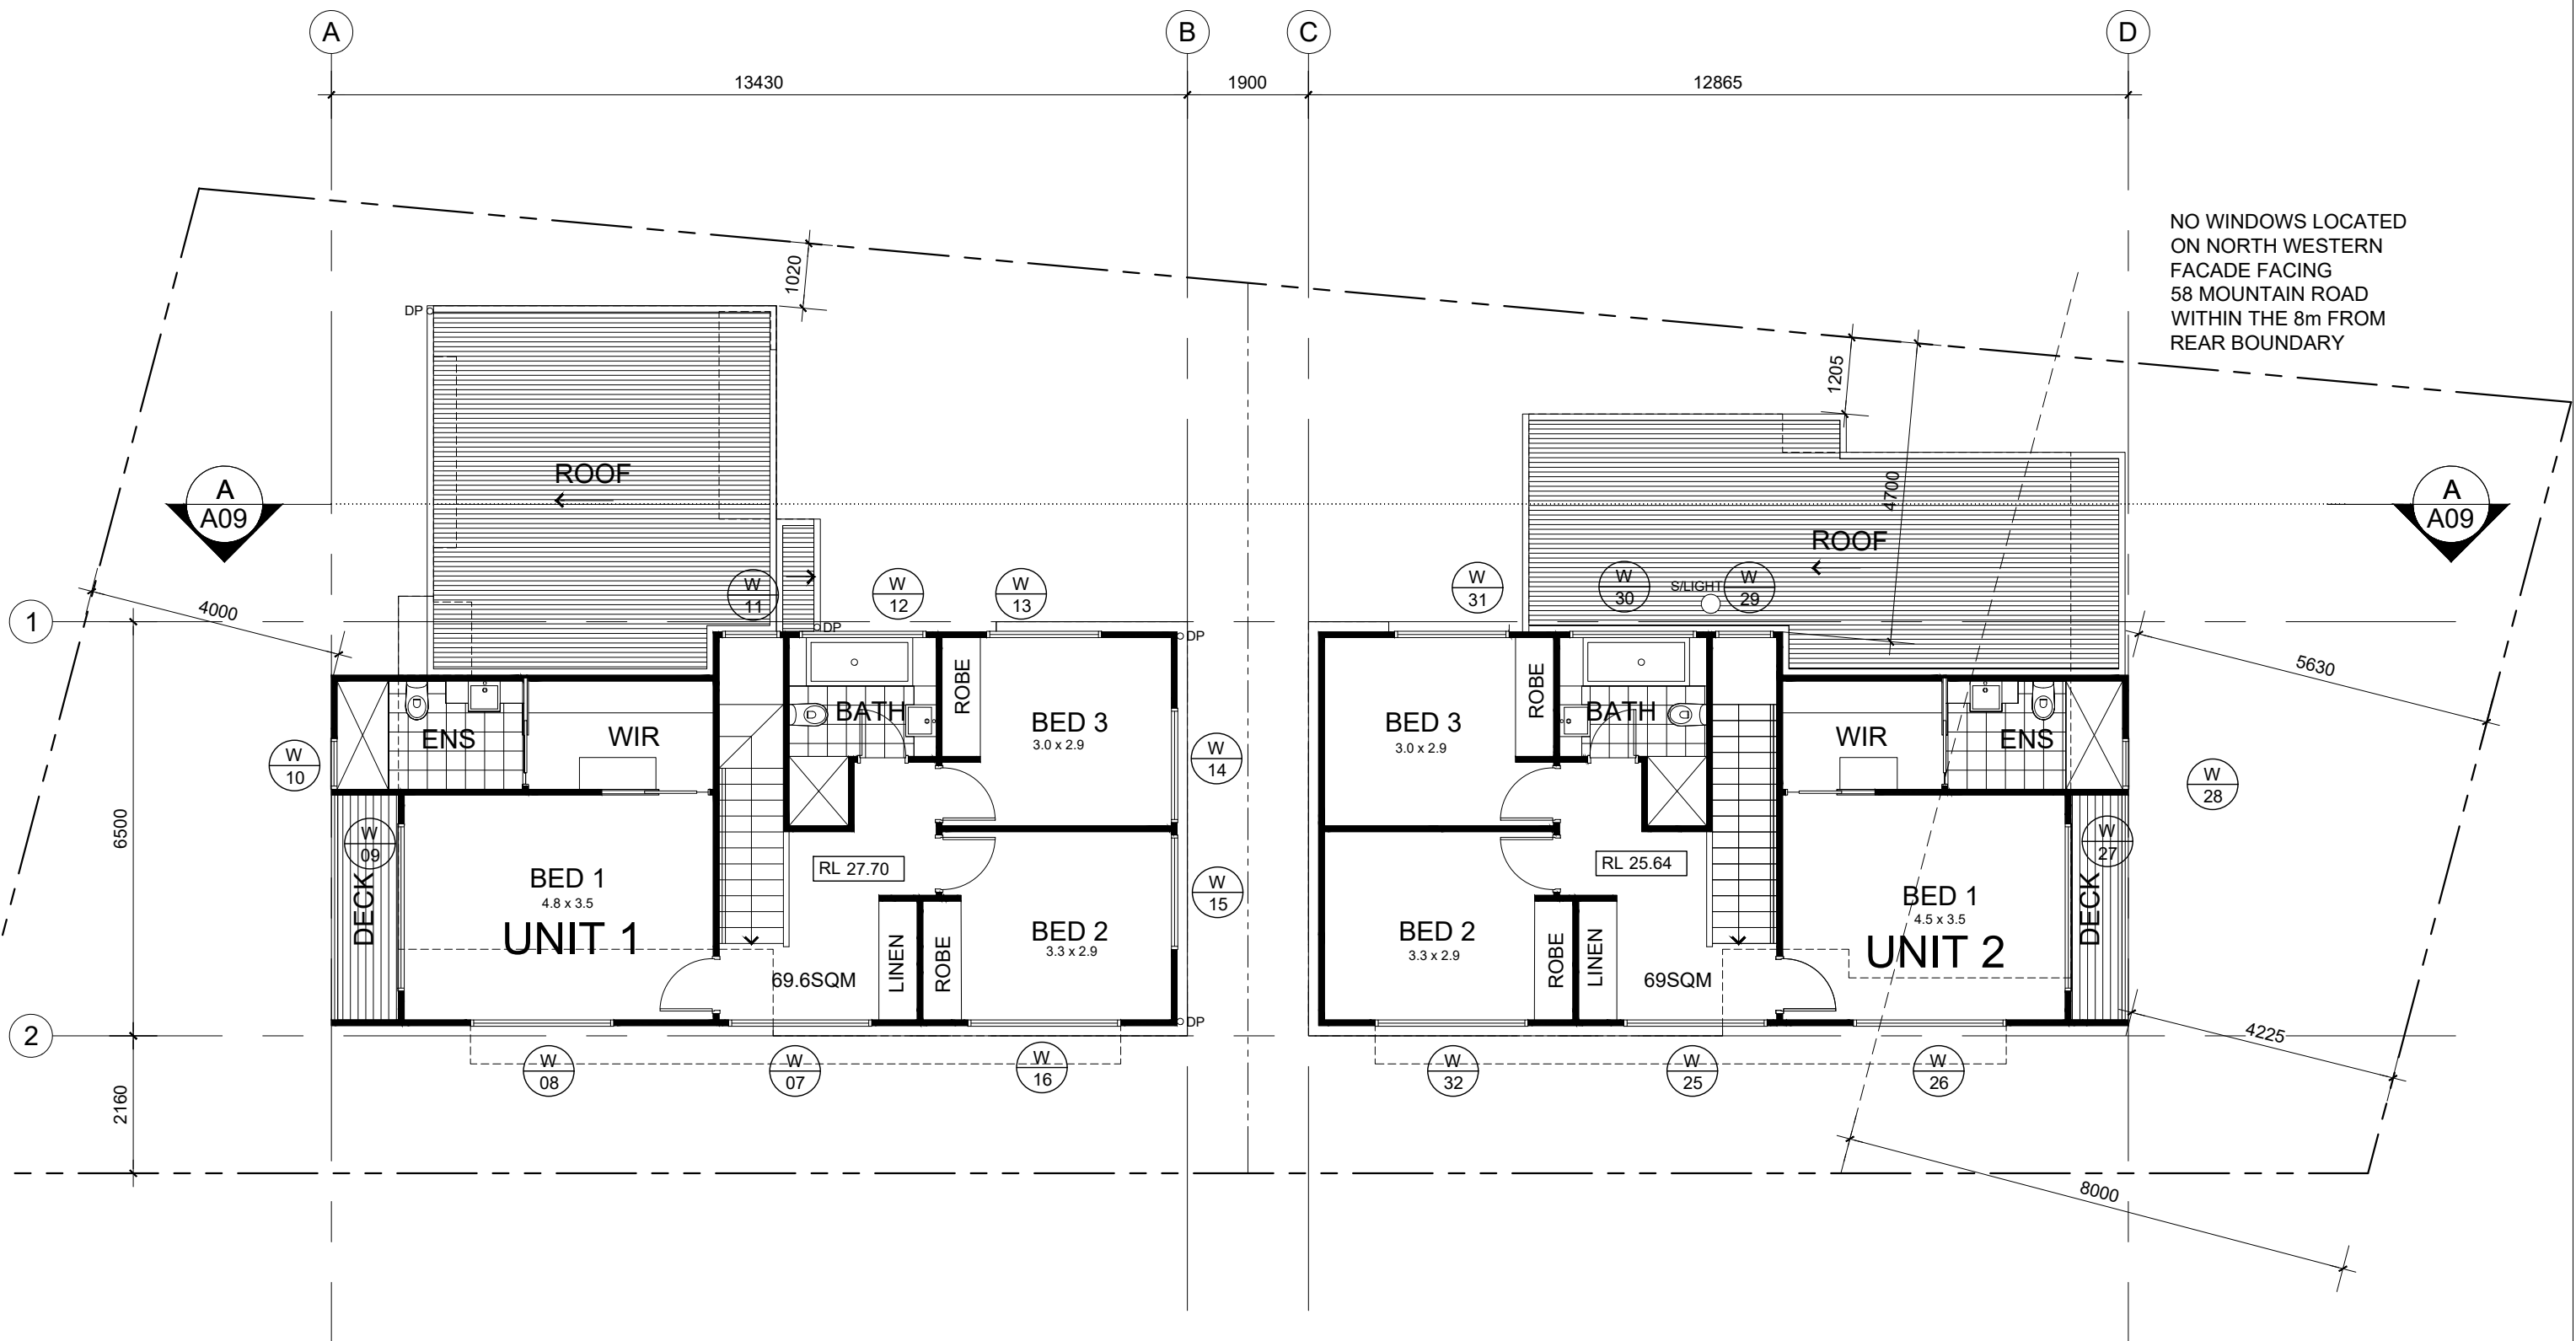 A
B
C
D
13430
1900
12865
NO WINDOWS LOCATED
ON NORTH WESTERN
FACADE FACING
58 MOUNTAIN ROAD
WITHIN THE 8m FROM
REAR BOUNDARY
1020
DP
1205
4700
ROOF
A
A09
ROOF
A
A09
W
11
W
12
W
13
W
31
W
30
S/LIGHT
W
29
4000
1
DP
DP
5630
ROBE
ROBE
BATH
BED 3
3.0 x 2.9
BED 3
3.0 x 2.9
BATH
ENS
WIR
WIR
ENS
W
10
W
14
W
28
6500
W
09
W
27
RL 27.70
RL 25.64
BED 1
4.8 x 3.5
UNIT 1
DECK
W
15
BED 1
4.5 x 3.5
UNIT 2
DECK
BED 2
3.3 x 2.9
BED 2
3.3 x 2.9
LINEN
ROBE
ROBE
LINEN
69.6SQM
69SQM
2
DP
4225
W
08
W
07
W
16
W
32
W
25
W
26
2160
8000